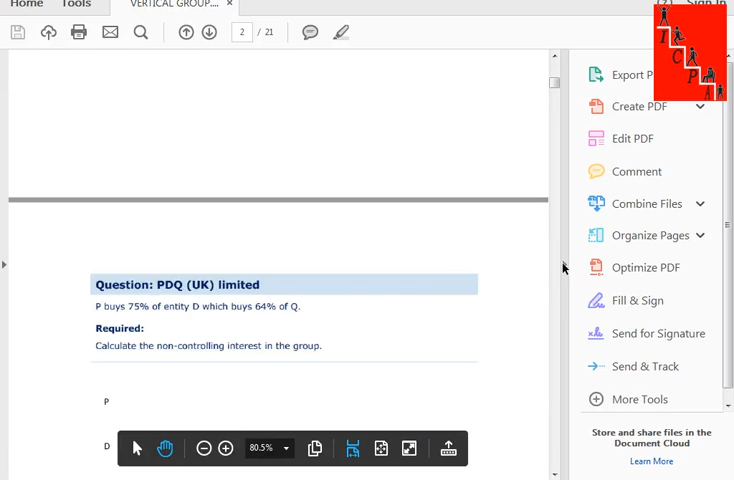 Home Tools VERTICAL GROUP.... × Sign In
2 / 21
I
C
P
A
Export P
Create PDF
Edit PDF
Comment
Combine Files
Organize Pages
Optimize PDF
Fill & Sign
Send for Signature
Send & Track
More Tools
Store and share files in the
Document Cloud
Learn More
Question: PDQ (UK) limited
P buys 75% of entity D which buys 64% of Q.
Required:
Calculate the non-controlling interest in the group.
P
D
80.5%